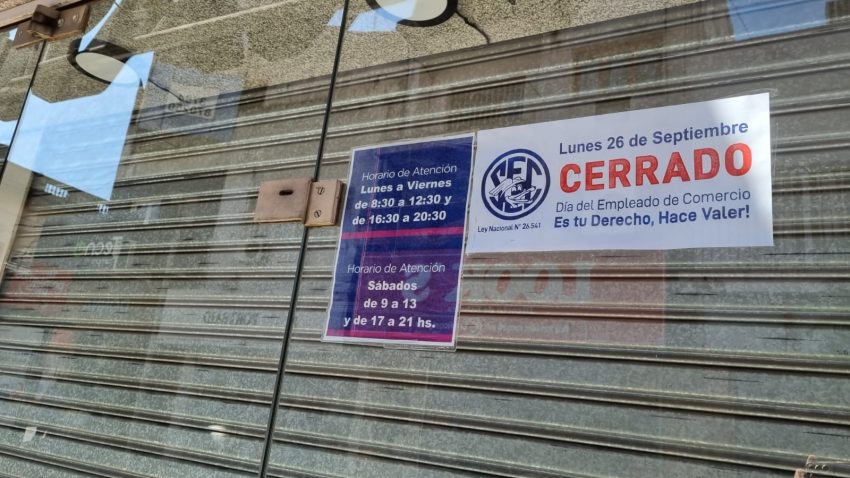 Horario de Atención
Lunes a Viernes
de 8:30 a 12:30 y
de 16:30 a 20:30
Horario de Atención
Sábados
de 9 a 13
y de 17 a 21 hs.
Lunes 26 de Septiembre
CERRADO
Día del Empleado de Comercio
Es tu Derecho, Hace Valer!
SEC
Ley Nacional N° 26.541